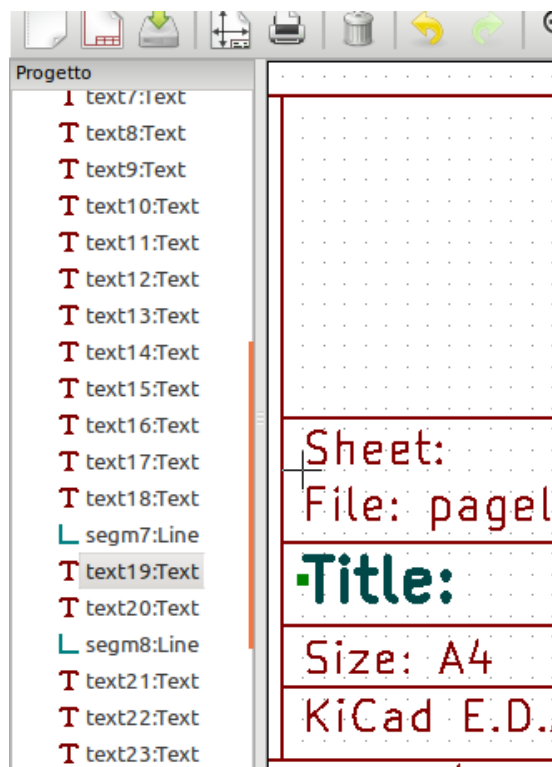 Progetto
text7:Text
text8:Text
text9:Text
text10:Text
text11:Text
text12:Text
text13:Text
text14:Text
text15:Text
text16:Text
text17:Text
text18:Text
segm7:Line
text19:Text
text20:Text
segm8:Line
text21:Text
text22:Text
text23:Text
Sheet:
File: pagel
Title:
Size: A4
KiCad E.D.